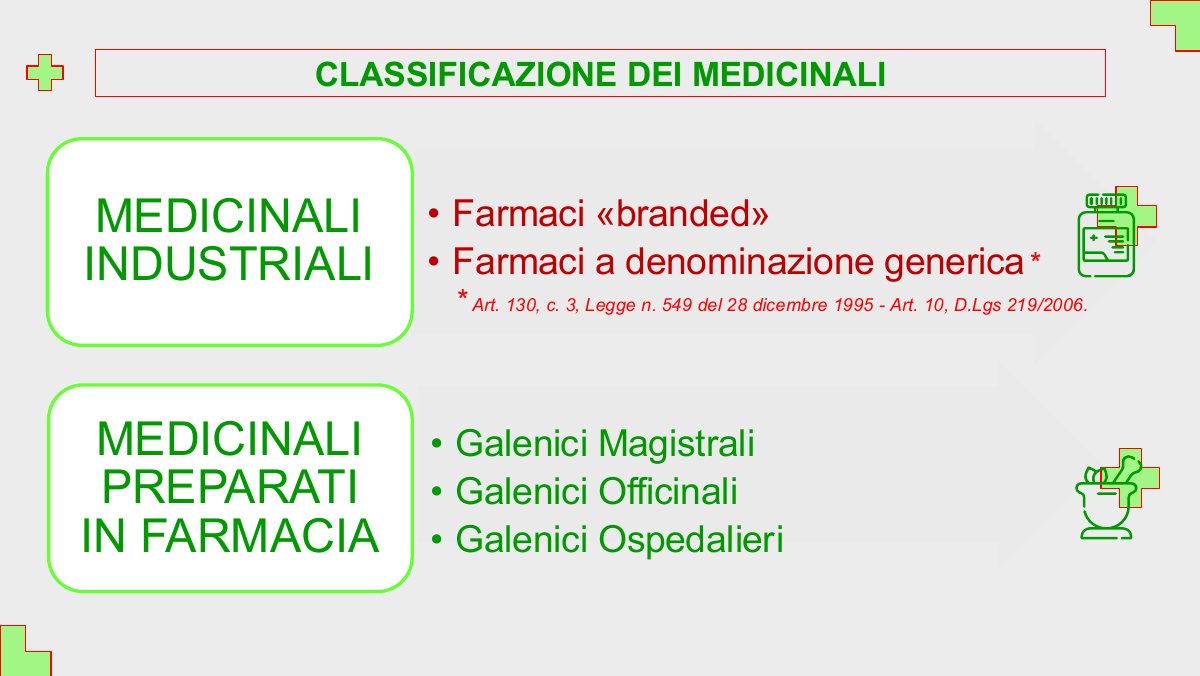 CLASSIFICAZIONE DEI MEDICINALI
MEDICINALI
INDUSTRIALI
• Farmaci «branded»
• Farmaci a denominazione generica *
* Art. 130, c. 3, Legge n. 549 del 28 dicembre 1995 - Art. 10, D.Lgs 219/2006.
MEDICINALI
PREPARATI
IN FARMACIA
• Galenici Magistrali
• Galenici Officinali
• Galenici Ospedalieri